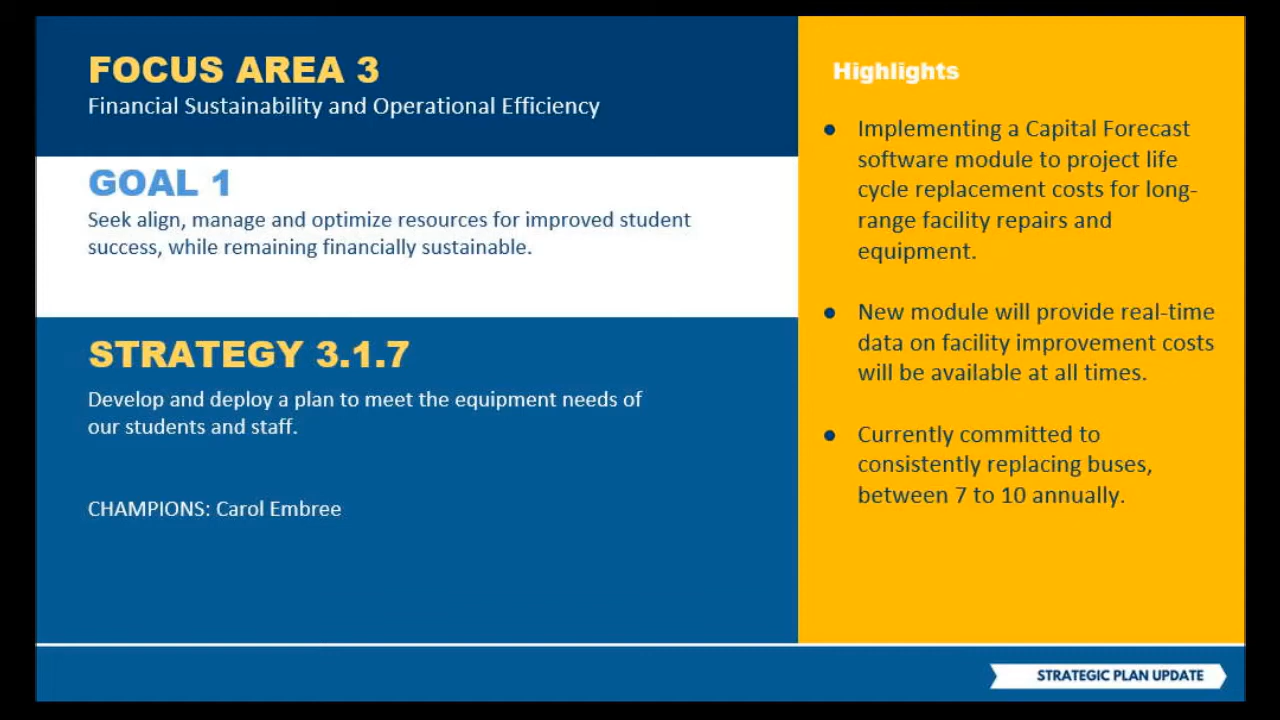 FOCUS AREA 3
Financial Sustainability and Operational Efficiency
GOAL 1
Seek align, manage and optimize resources for improved student
success, while remaining financially sustainable.
STRATEGY 3.1.7
Develop and deploy a plan to meet the equipment needs of
our students and staff.
CHAMPIONS: Carol Embree
Highlights
● Implementing a Capital Forecast
software module to project life
cycle replacement costs for long-
range facility repairs and
equipment.
● New module will provide real-time
data on facility improvement costs
will be available at all times.
● Currently committed to
consistently replacing buses,
between 7 to 10 annually.
STRATEGIC PLAN UPDATE